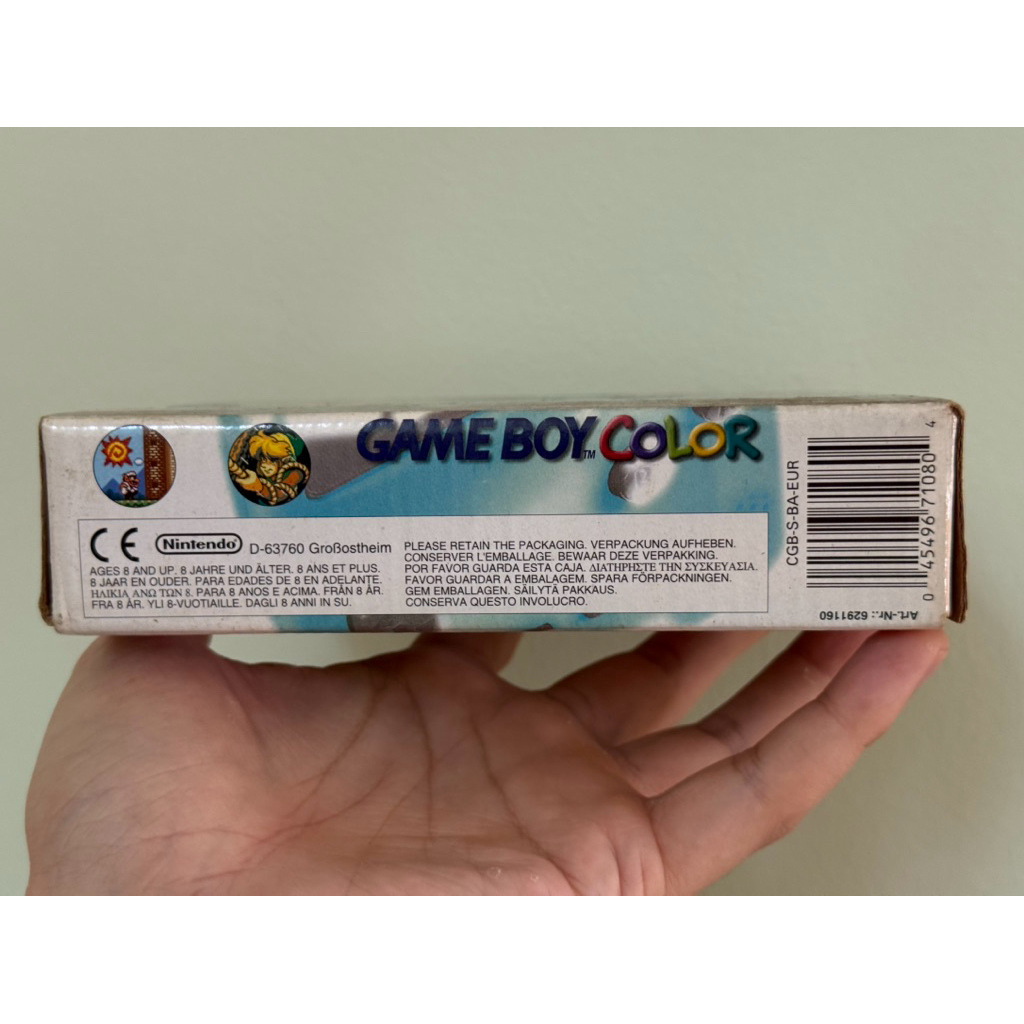 GAME BOY COLOR
TM
CE Nintendo D-63760 Großostheim
AGES 8 AND UP. 8 JAHRE UND ÄLTER. 8 ANS ET PLUS.
8 JAAR EN OUDER. PARA EDADES DE 8 EN ADELANTE.
ΗΛΙΚΙΑ ΑΝΩ ΤΩΝ 8. PARA 8 ANOS E ACIMA. FRÅN 8 ÅR.
FRA 8 ÅR. YLI 8-VUOTIAILLE. DAGLI 8 ANNI IN SU.
PLEASE RETAIN THE PACKAGING. VERPACKUNG AUFHEBEN.
CONSERVER L'EMBALLAGE. BEWAAR DEZE VERPAKKING.
POR FAVOR GUARDA ESTA CAJA. ΔΙΑΤΗΡΗΣΤΕ ΤΗΝ ΣΥΣΚΕΥΑΣΙΑ.
FAVOR GUARDAR A EMBALAGEM. SPARA FÖRPACKNINGEN.
GEM EMBALLAGEN. SÄILYTÄ PAKKAUS.
CONSERVA QUESTO INVOLUCRO.
CGB-S-BA-EUR
0 45496 71080 4
Art.-Nr.: 6291160